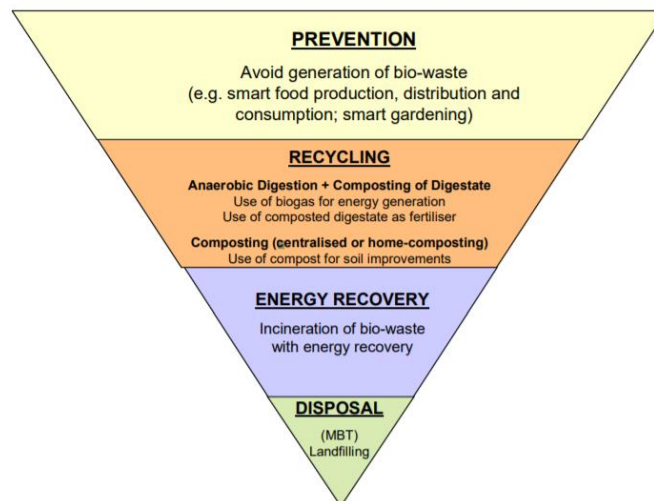 PREVENTION
Avoid generation of bio-waste
(e.g. smart food production, distribution and
consumption; smart gardening)
RECYCLING
Anaerobic Digestion + Composting of Digestate
Use of biogas for energy generation
Use of composted digestate as fertiliser
Composting (centralised or home-composting)
Use of compost for soil improvements
ENERGY RECOVERY
Incineration of bio-waste
with energy recovery
DISPOSAL
(MBT)
Landfilling